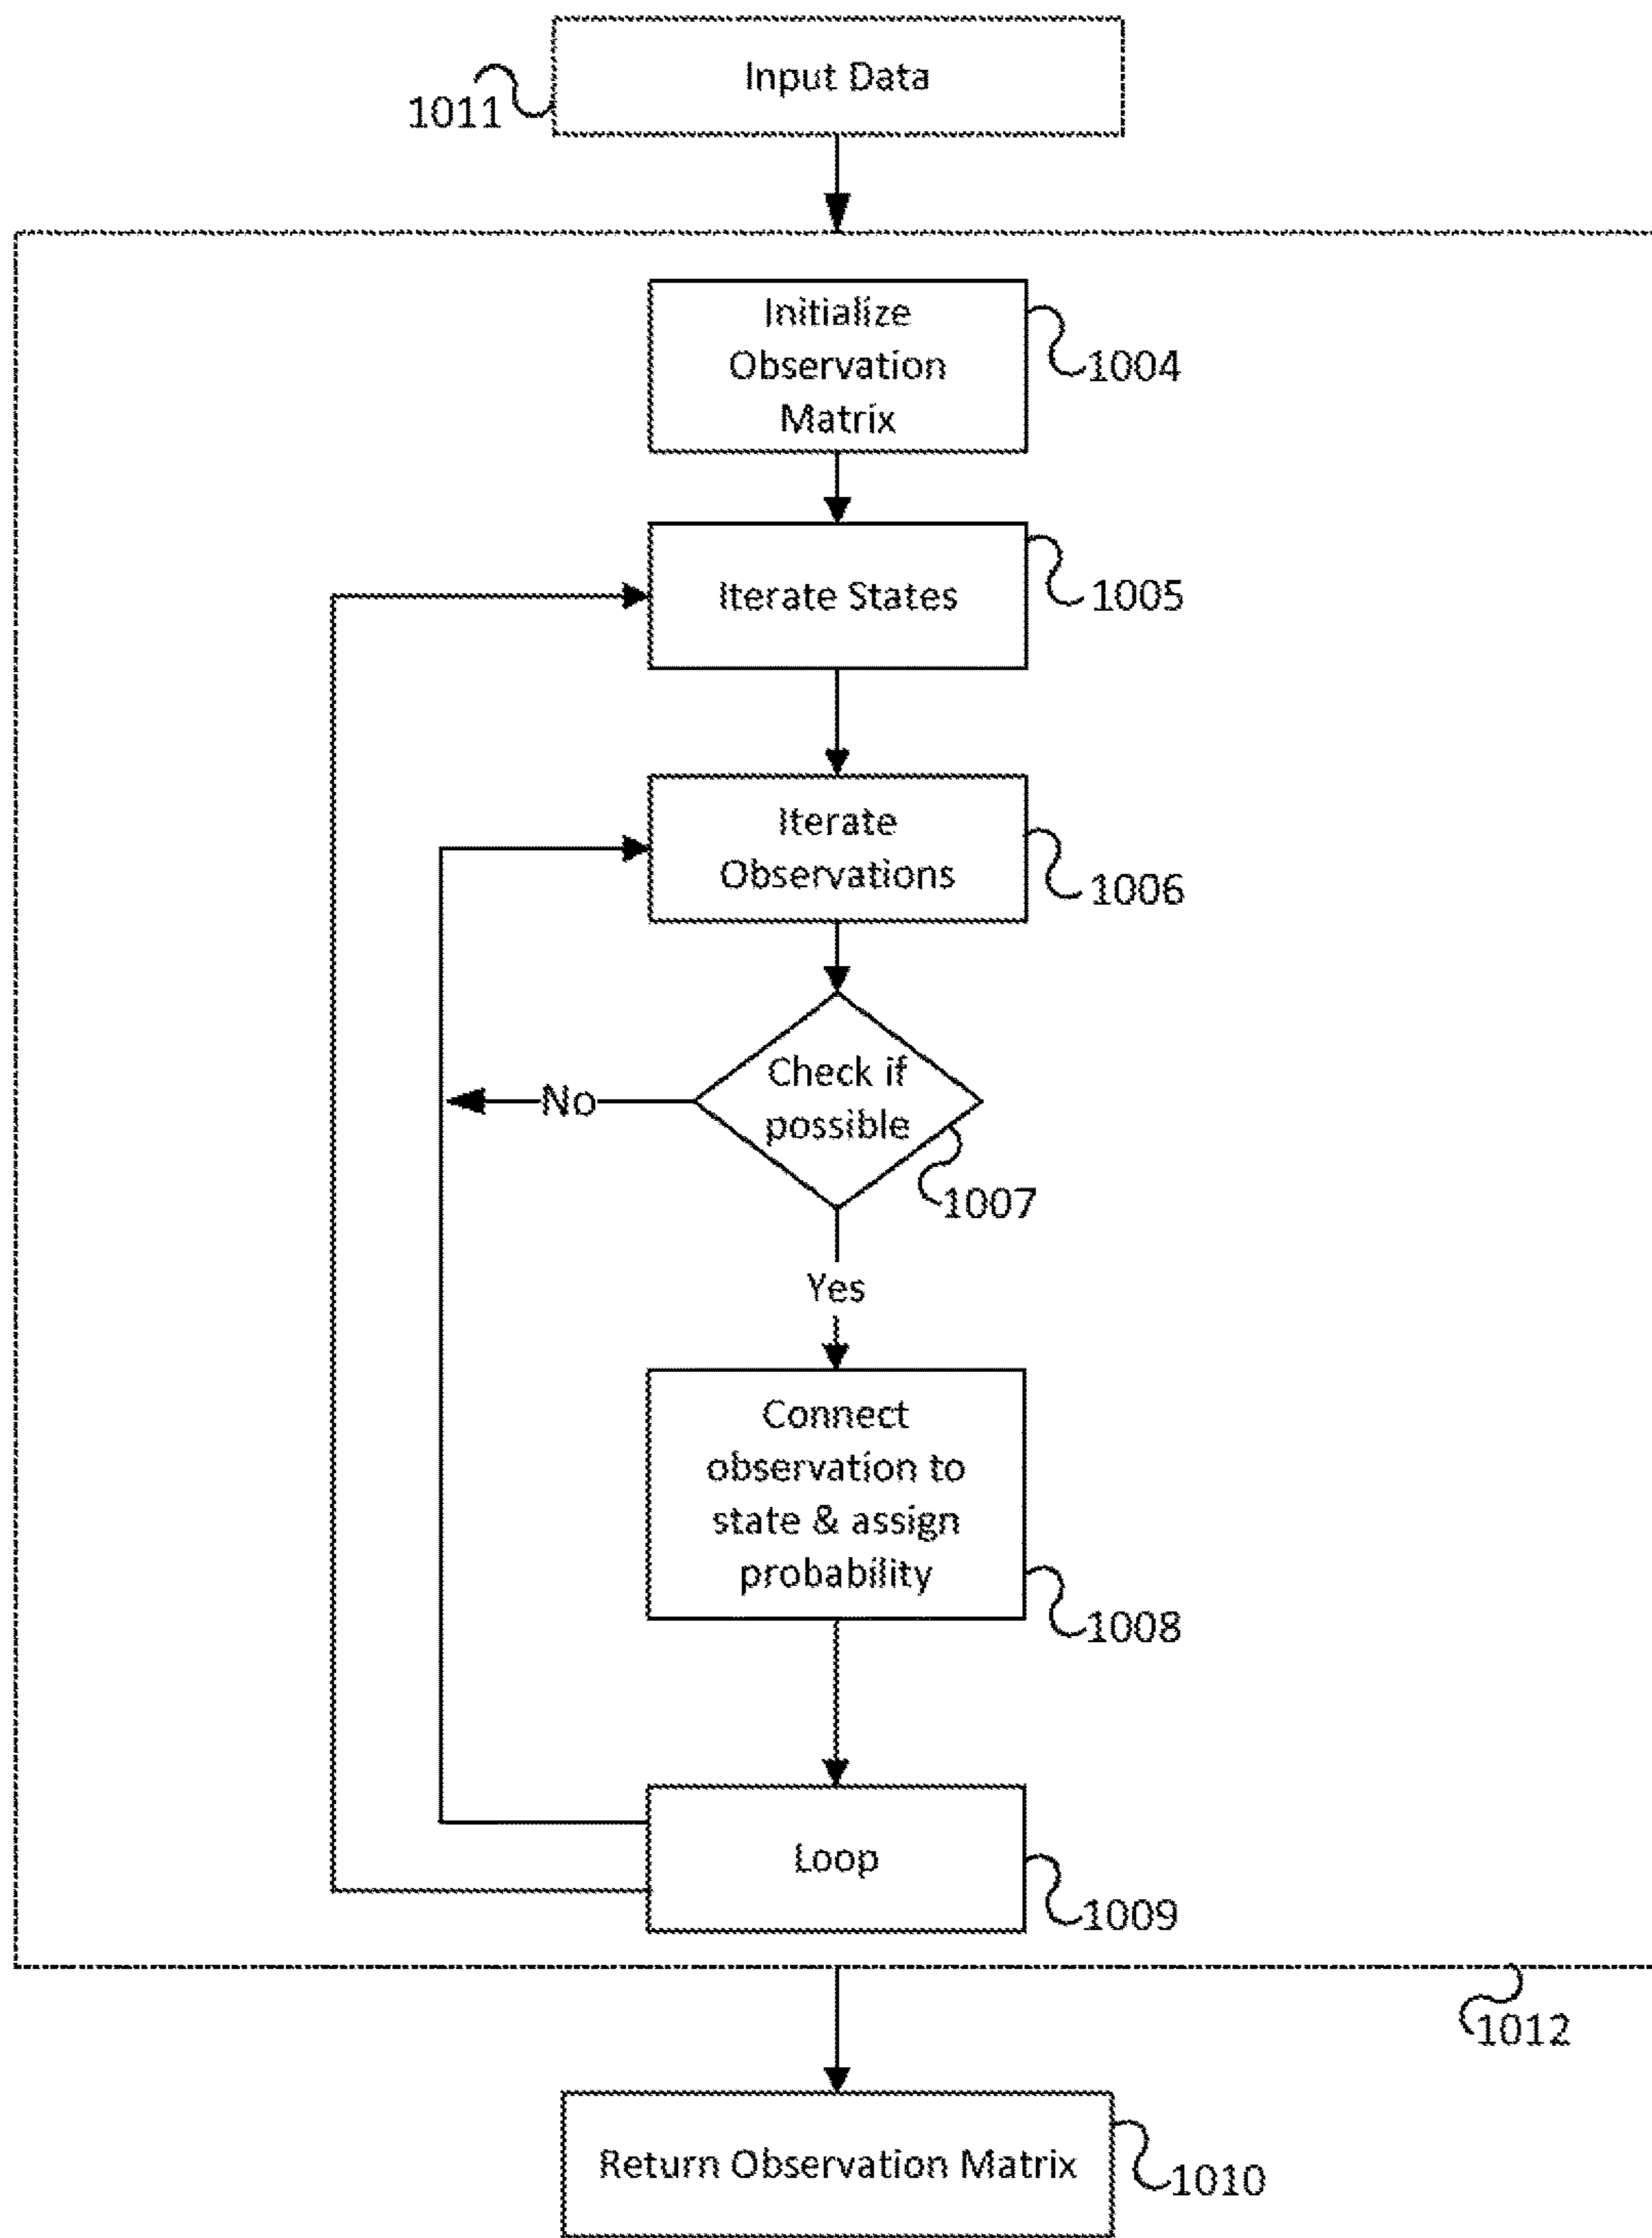 Input Data
1011
Initialize
Observation
Matrix
1004
Iterate States
1005
Iterate
Observations
1006
Check if
possible
No
1007
Yes
Connect
observation to
state & assign
probability
1008
Loop
1009
1012
Return Observation Matrix
1010